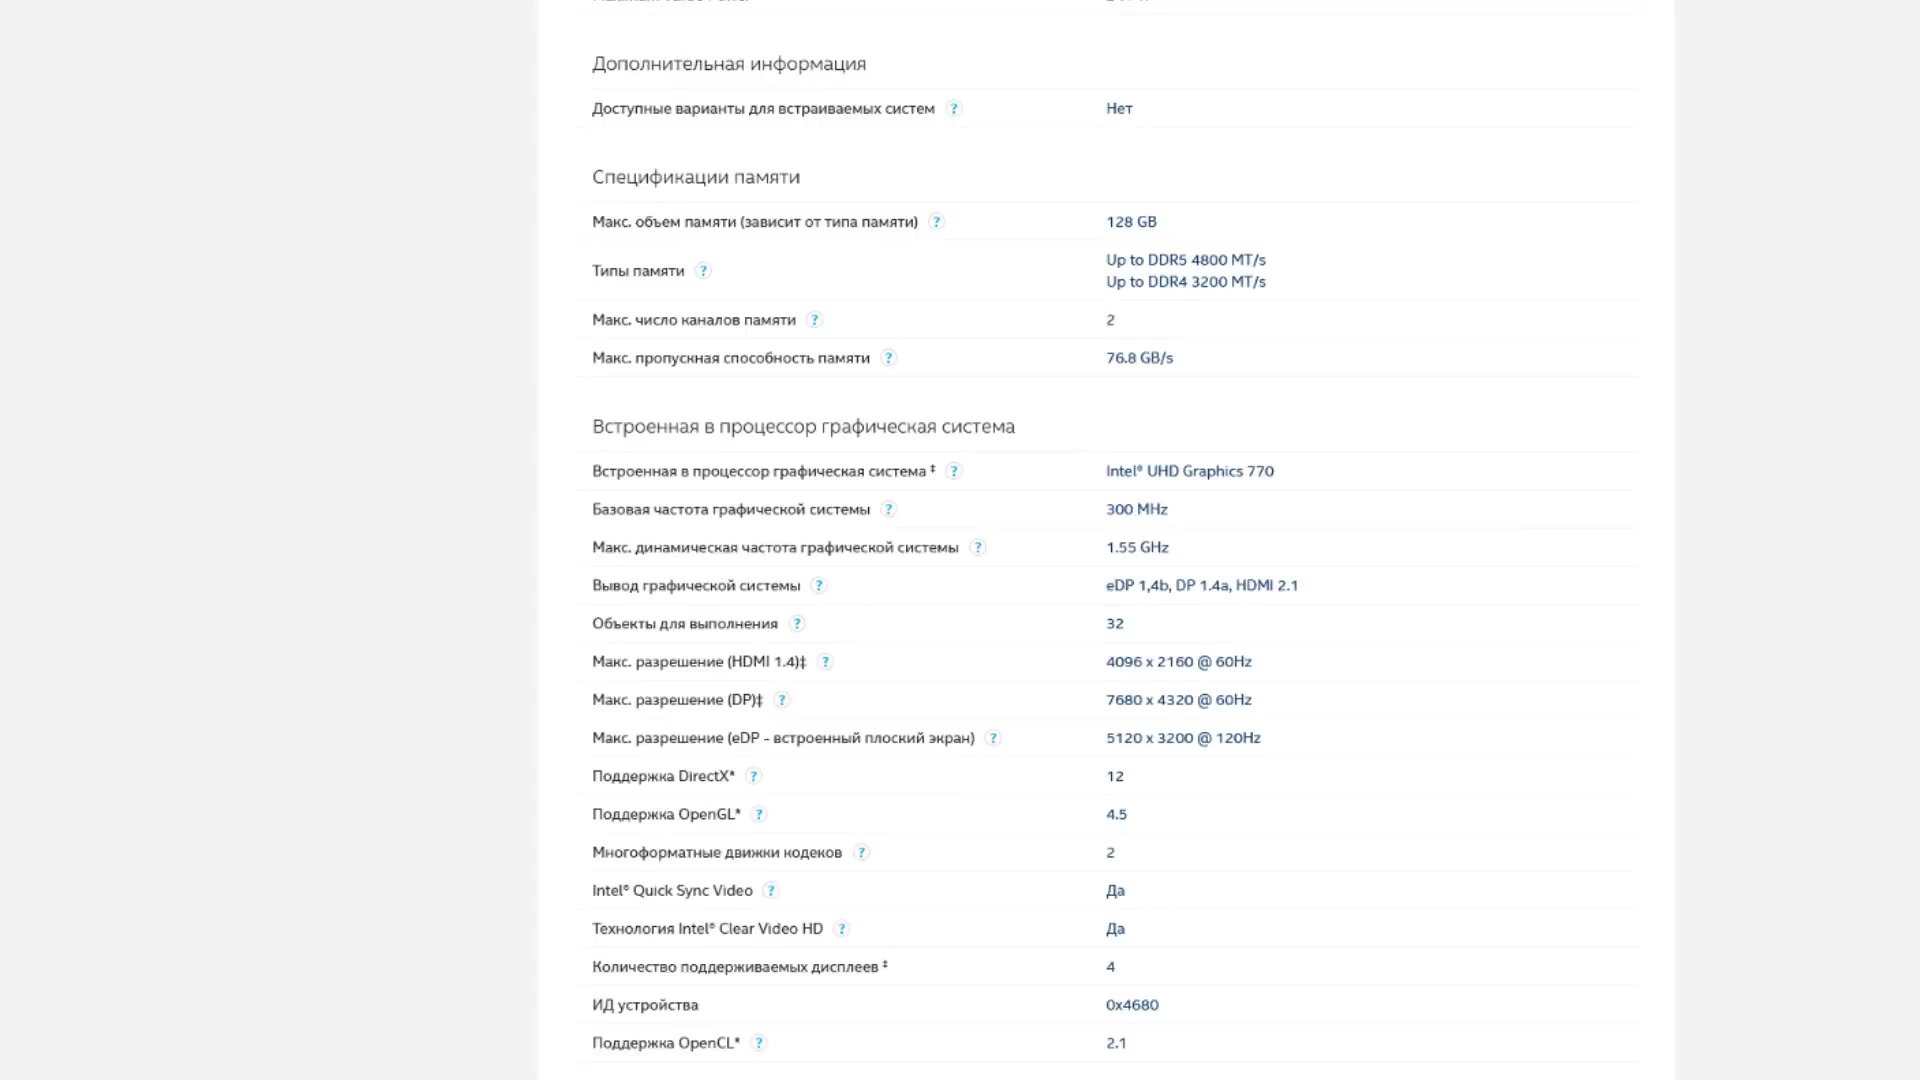 Дополнительная информация
Доступные варианты для встраиваемых систем ? Нет
Спецификации памяти
Макс. объем памяти (зависит от типа памяти) ? 128 GB
Типы памяти ? Up to DDR5 4800 MT/s
Up to DDR4 3200 MT/s
Макс. число каналов памяти ? 2
Макс. пропускная способность памяти ? 76.8 GB/s
Встроенная в процессор графическая система
Встроенная в процессор графическая система ‡ ? Intel® UHD Graphics 770
Базовая частота графической системы ? 300 MHz
Макс. динамическая частота графической системы ? 1.55 GHz
Вывод графической системы ? eDP 1,4b, DP 1.4a, HDMI 2.1
Объекты для выполнения ? 32
Макс. разрешение (HDMI 1.4)‡ ? 4096 x 2160 @ 60Hz
Макс. разрешение (DP)‡ ? 7680 x 4320 @ 60Hz
Макс. разрешение (eDP - встроенный плоский экран) ? 5120 x 3200 @ 120Hz
Поддержка DirectX* ? 12
Поддержка OpenGL* ? 4.5
Многоформатные движки кодеков ? 2
Intel® Quick Sync Video ? Да
Технология Intel® Clear Video HD ? Да
Количество поддерживаемых дисплеев ‡ 4
ИД устройства 0x4680
Поддержка OpenCL* ? 2.1